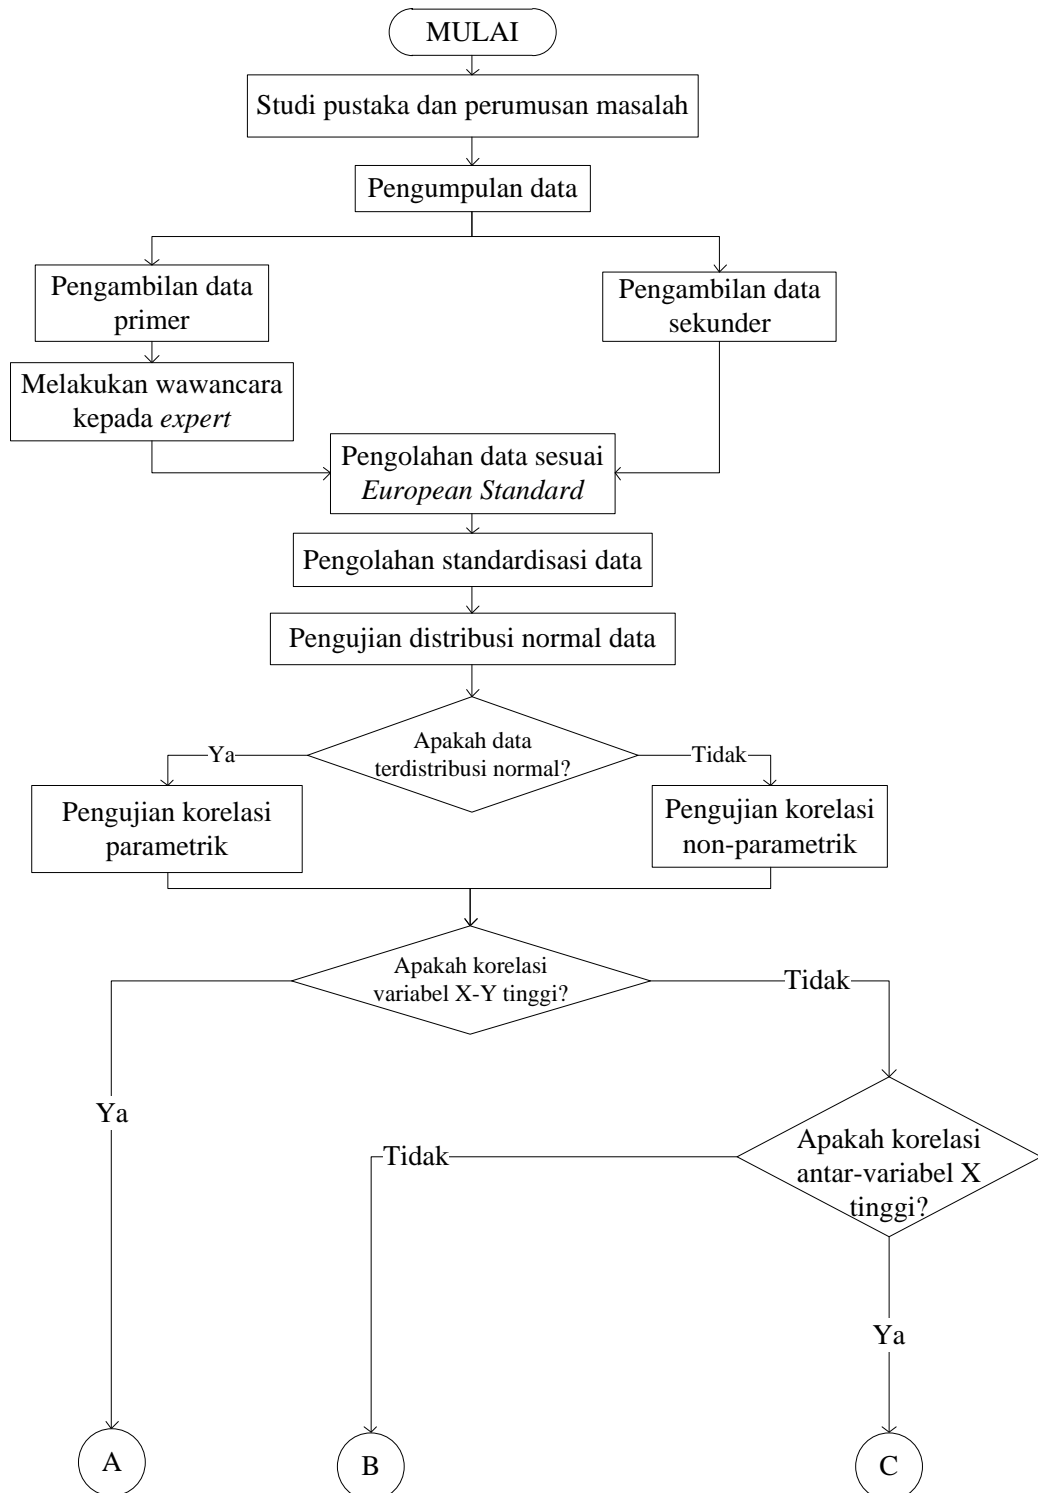 MULAI
Studi pustaka dan perumusan masalah
Pengumpulan data
Pengambilan data
primer
Pengambilan data
sekunder
Melakukan wawancara
kepada expert
Pengolahan data sesuai
European Standard
Pengolahan standardisasi data
Pengujian distribusi normal data
Apakah data
terdistribusi normal?
Ya
Tidak
Pengujian korelasi
parametrik
Pengujian korelasi
non-parametrik
Apakah korelasi
variabel X-Y tinggi?
Tidak
Ya
Apakah korelasi
antar-variabel X
tinggi?
Tidak
Ya
A
B
C